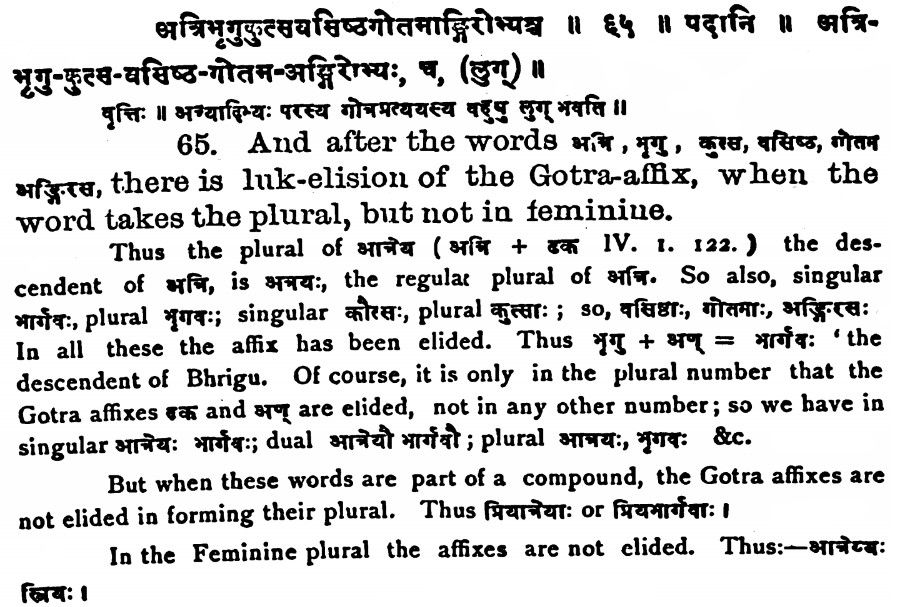 अत्रिभृगुकुत्सवसिष्ठगोतमाङ्गिरोभ्यश्च ॥ ६५ ॥ पदानि ॥ अत्रि-
भृगु-कुत्स-वसिष्ठ-गोतम-अङ्गिरोभ्यः, च, (लुग्) ॥
वृत्तिः ॥ अत्र्यादिभ्यः परस्य गोत्रप्रत्ययस्य बहुषु लुग् भवति ॥
65. And after the words अत्रि, भृगु, कुत्स, वसिष्ठ, गोतम
अङ्गिरस, there is luk-elision of the Gotra-affix, when the
word takes the plural, but not in feminine.
Thus the plural of आत्रेय ( अत्रि + ढक IV. 1. 122. ) the des-
cendent of अत्रि, is अत्रयः, the regular plural of अत्रि. So also, singular
भार्गवः, plural भृगवः; singular कौत्सः, plural कुत्साः ; so, वसिष्ठाः, गोतमाः, अङ्गिरसः
In all these the affix has been elided. Thus भृगु + अण् = भार्गवः 'the
descendent of Bhrigu. Of course, it is only in the plural number that the
Gotra affixes ढक and अण् are elided, not in any other number; so we have in
singular आत्रेयः भार्गवः; dual आत्रेयौ भार्गवौ ; plural आत्रयः, भृगवः &c.
But when these words are part of a compound, the Gotra affixes are
not elided in forming their plural. Thus प्रियात्रेयाः or प्रियभार्गवाः ।
In the Feminine plural the affixes are not elided. Thus:—आत्रेय्यः
स्त्रियः ।